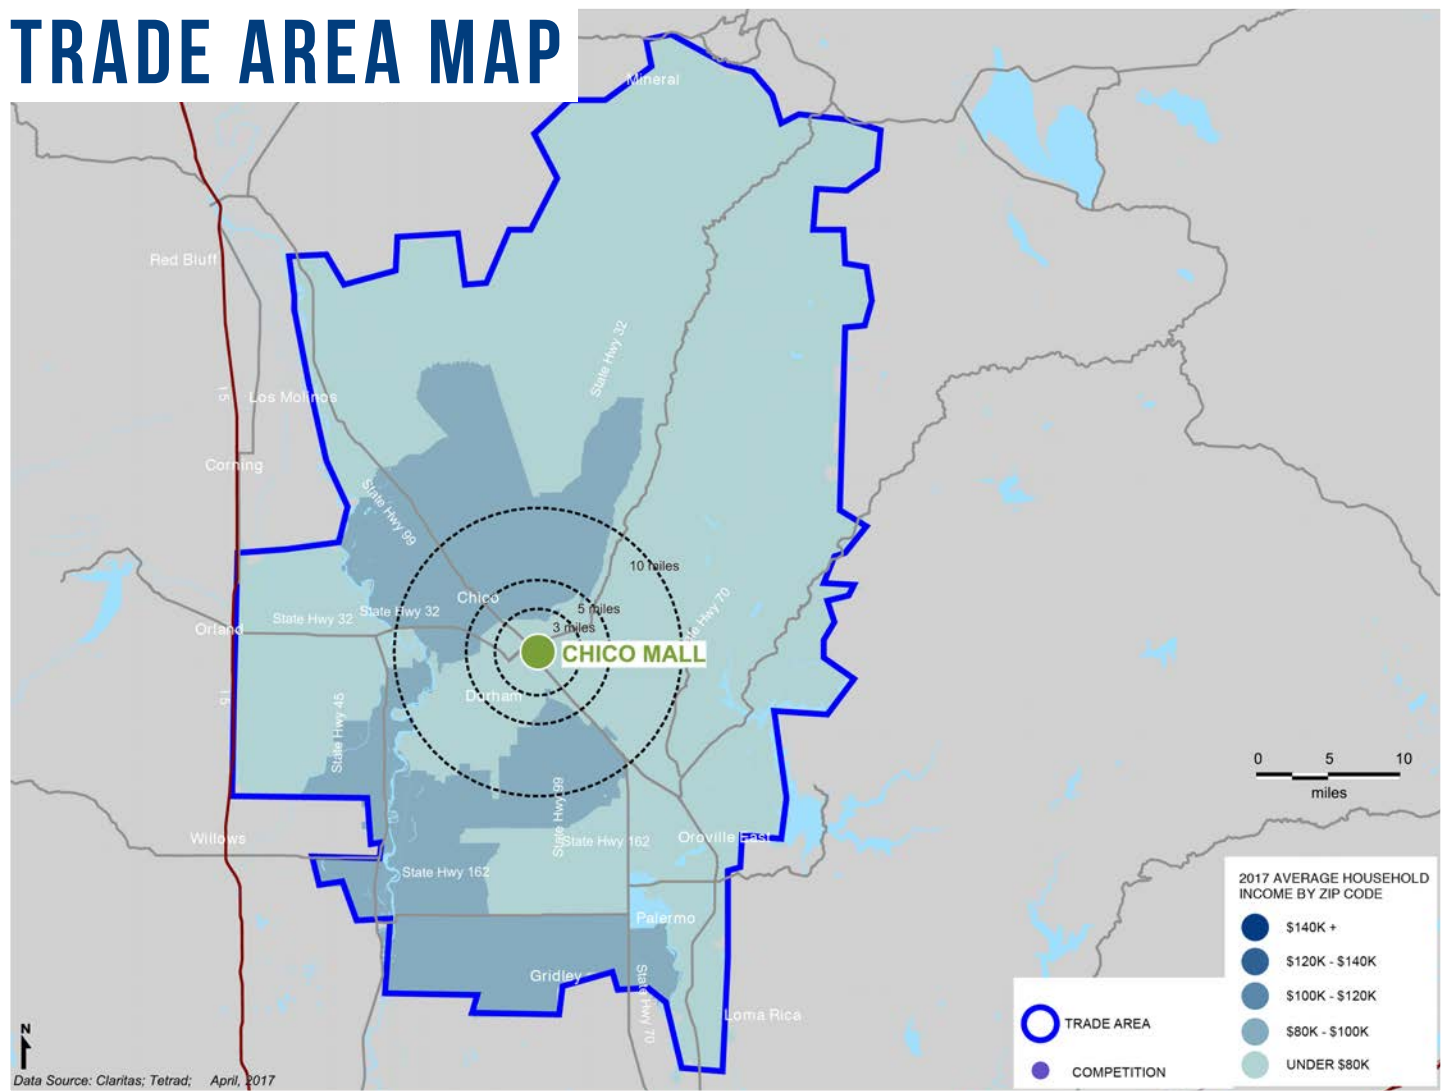 TRADE AREA MAP
Mineral
Red Bluff
State Hwy 32
I5
Los Molinos
Corning
State Hwy 99
10 miles
Chico
5 miles
State Hwy 32
State Hwy 32
3 miles
Orland
CHICO MALL
Durham
I5
State Hwy 45
0 5 10
miles
State Hwy 99
Willows
State Hwy 162
Oroville East
State Hwy 162
Palermo
Gridley
State Hwy 70
Loma Rica
2017 AVERAGE HOUSEHOLD
INCOME BY ZIP CODE
$140K +
$120K - $140K
$100K - $120K
$80K - $100K
UNDER $80K
TRADE AREA
COMPETITION
N
Data Source: Claritas; Tetrad; April, 2017